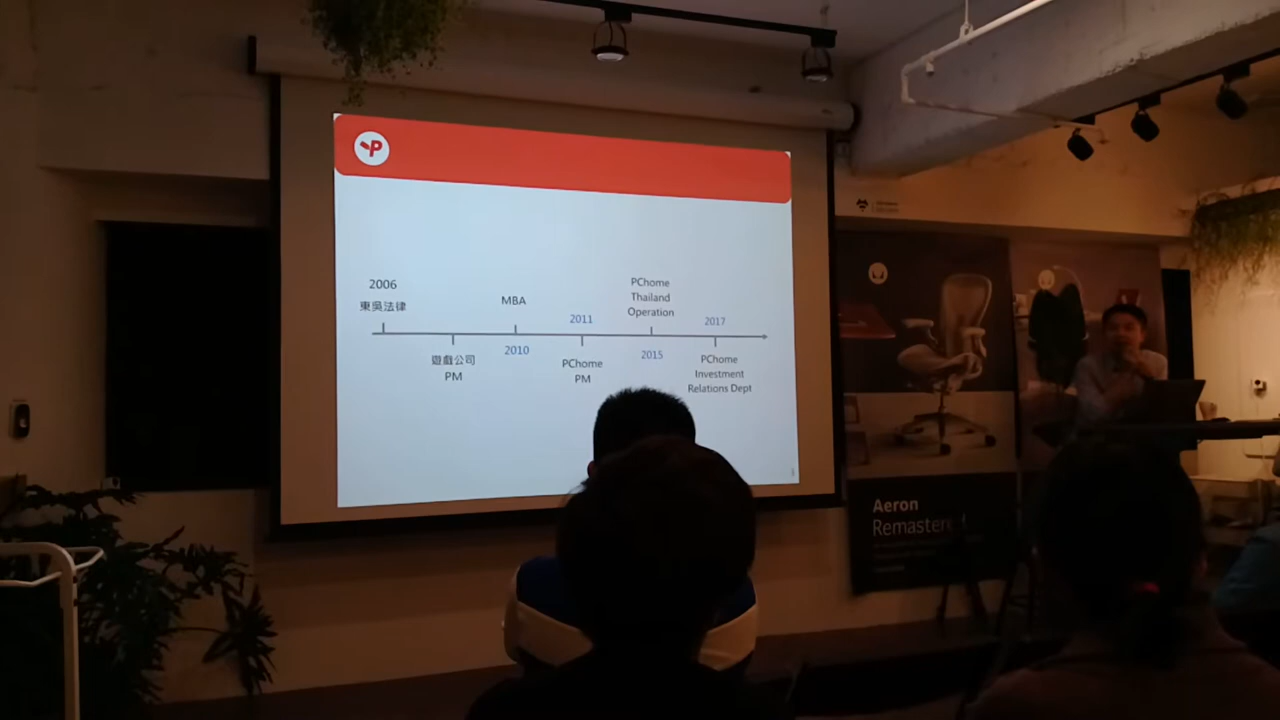 P
2006
東吳法律
遊戲公司
PM
MBA
2010
2011
PChome
PM
PChome
Thailand
Operation
2015
2017
PChome
Investment
Relations Dept
Aeron
Remastered